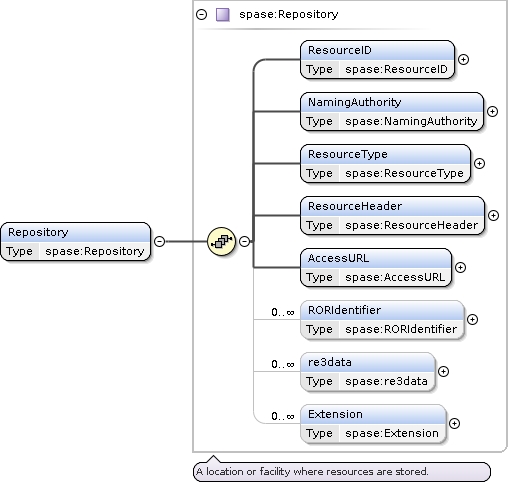 spase:Repository
ResourceID
Type spase:ResourceID
NamingAuthority
Type spase:NamingAuthority
ResourceType
Type spase:ResourceType
ResourceHeader
Type spase:ResourceHeader
Repository
Type spase:Repository
AccessURL
Type spase:AccessURL
0..∞ RORIdentifier
Type spase:RORIdentifier
0..∞ re3data
Type spase:re3data
0..∞ Extension
Type spase:Extension
A location or facility where resources are stored.